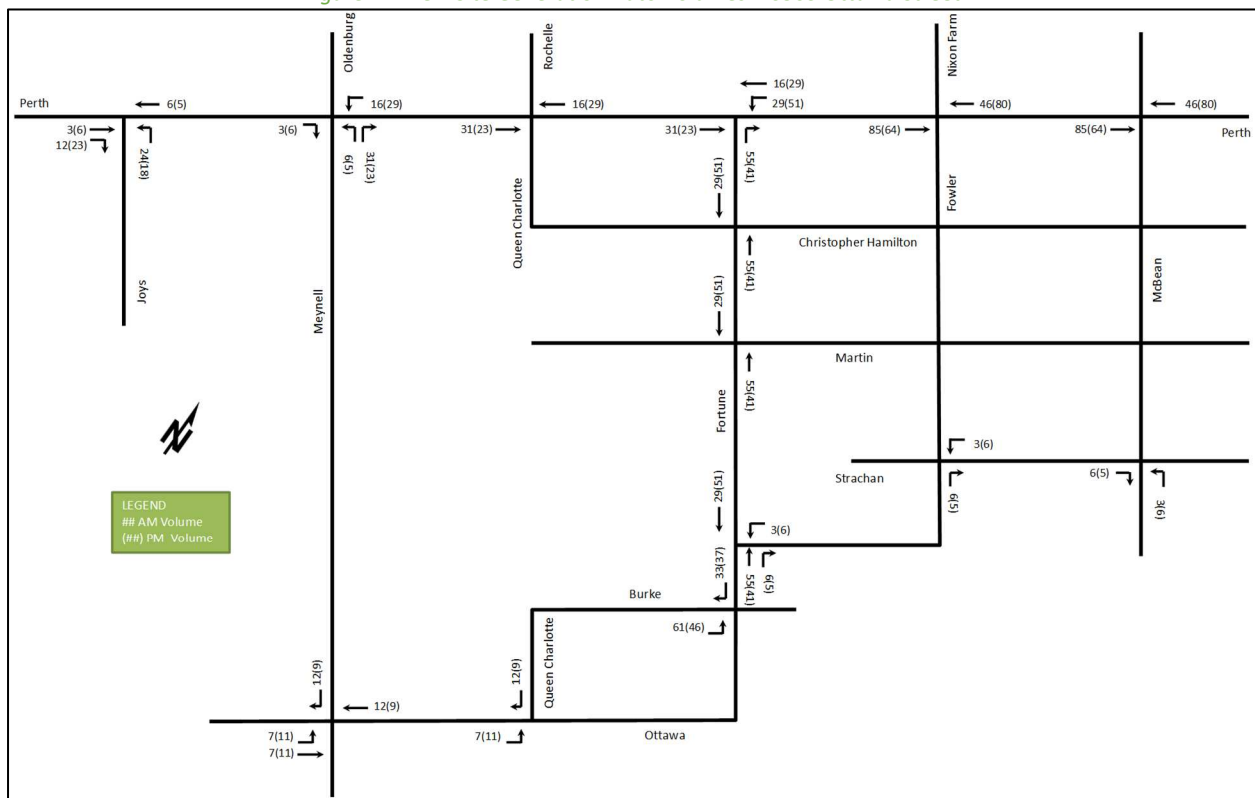 Oldenburg
Rochelle
Nixon Farm
16(29)
Perth
6(5)
16(29)
16(29)
29(51)
46(80)
46(80)
3(6)
12(23)
24(18)
3(6)
6(5)
31(23)
31(23)
31(23)
55(41)
85(64)
85(64)
Perth
29(51)
Queen Charlotte
Fowler
Christopher Hamilton
Joys
Meynell
55(41)
McBean
29(51)
Martin
55(41)
Fortune
3(6)
Strachan
6(5)
6(5)
3(6)
LEGEND
## AM Volume
(##) PM Volume
29(51)
3(6)
33(37)
55(41)
6(5)
Burke
61(46)
Queen Charlotte
12(9)
12(9)
12(9)
7(11)
7(11)
7(11)
Ottawa